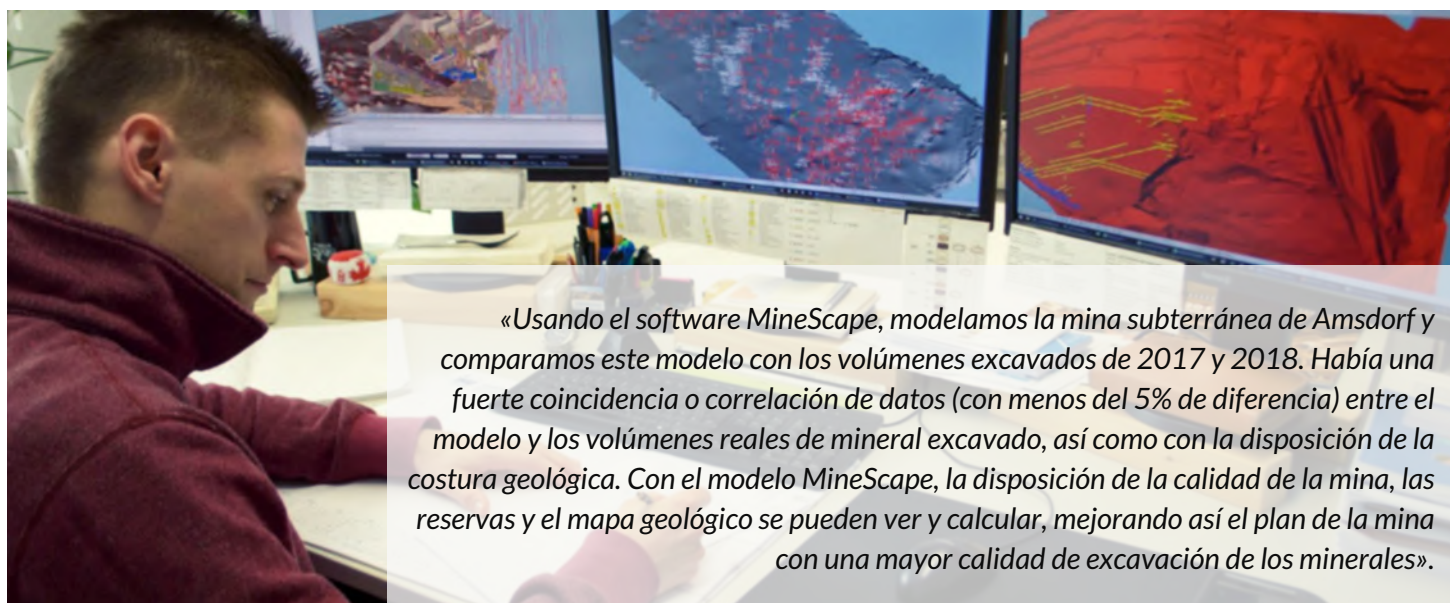 «Usando el software MineScape, modelamos la mina subterránea de Amsdorf y
comparamos este modelo con los volúmenes excavados de 2017 y 2018. Había una
fuerte coincidencia o correlación de datos (con menos del 5% de diferencia) entre el
modelo y los volúmenes reales de mineral excavado, así como con la disposición de la
costura geológica. Con el modelo MineScape, la disposición de la calidad de la mina, las
reservas y el mapa geológico se pueden ver y calcular, mejorando así el plan de la mina
con una mayor calidad de excavación de los minerales».